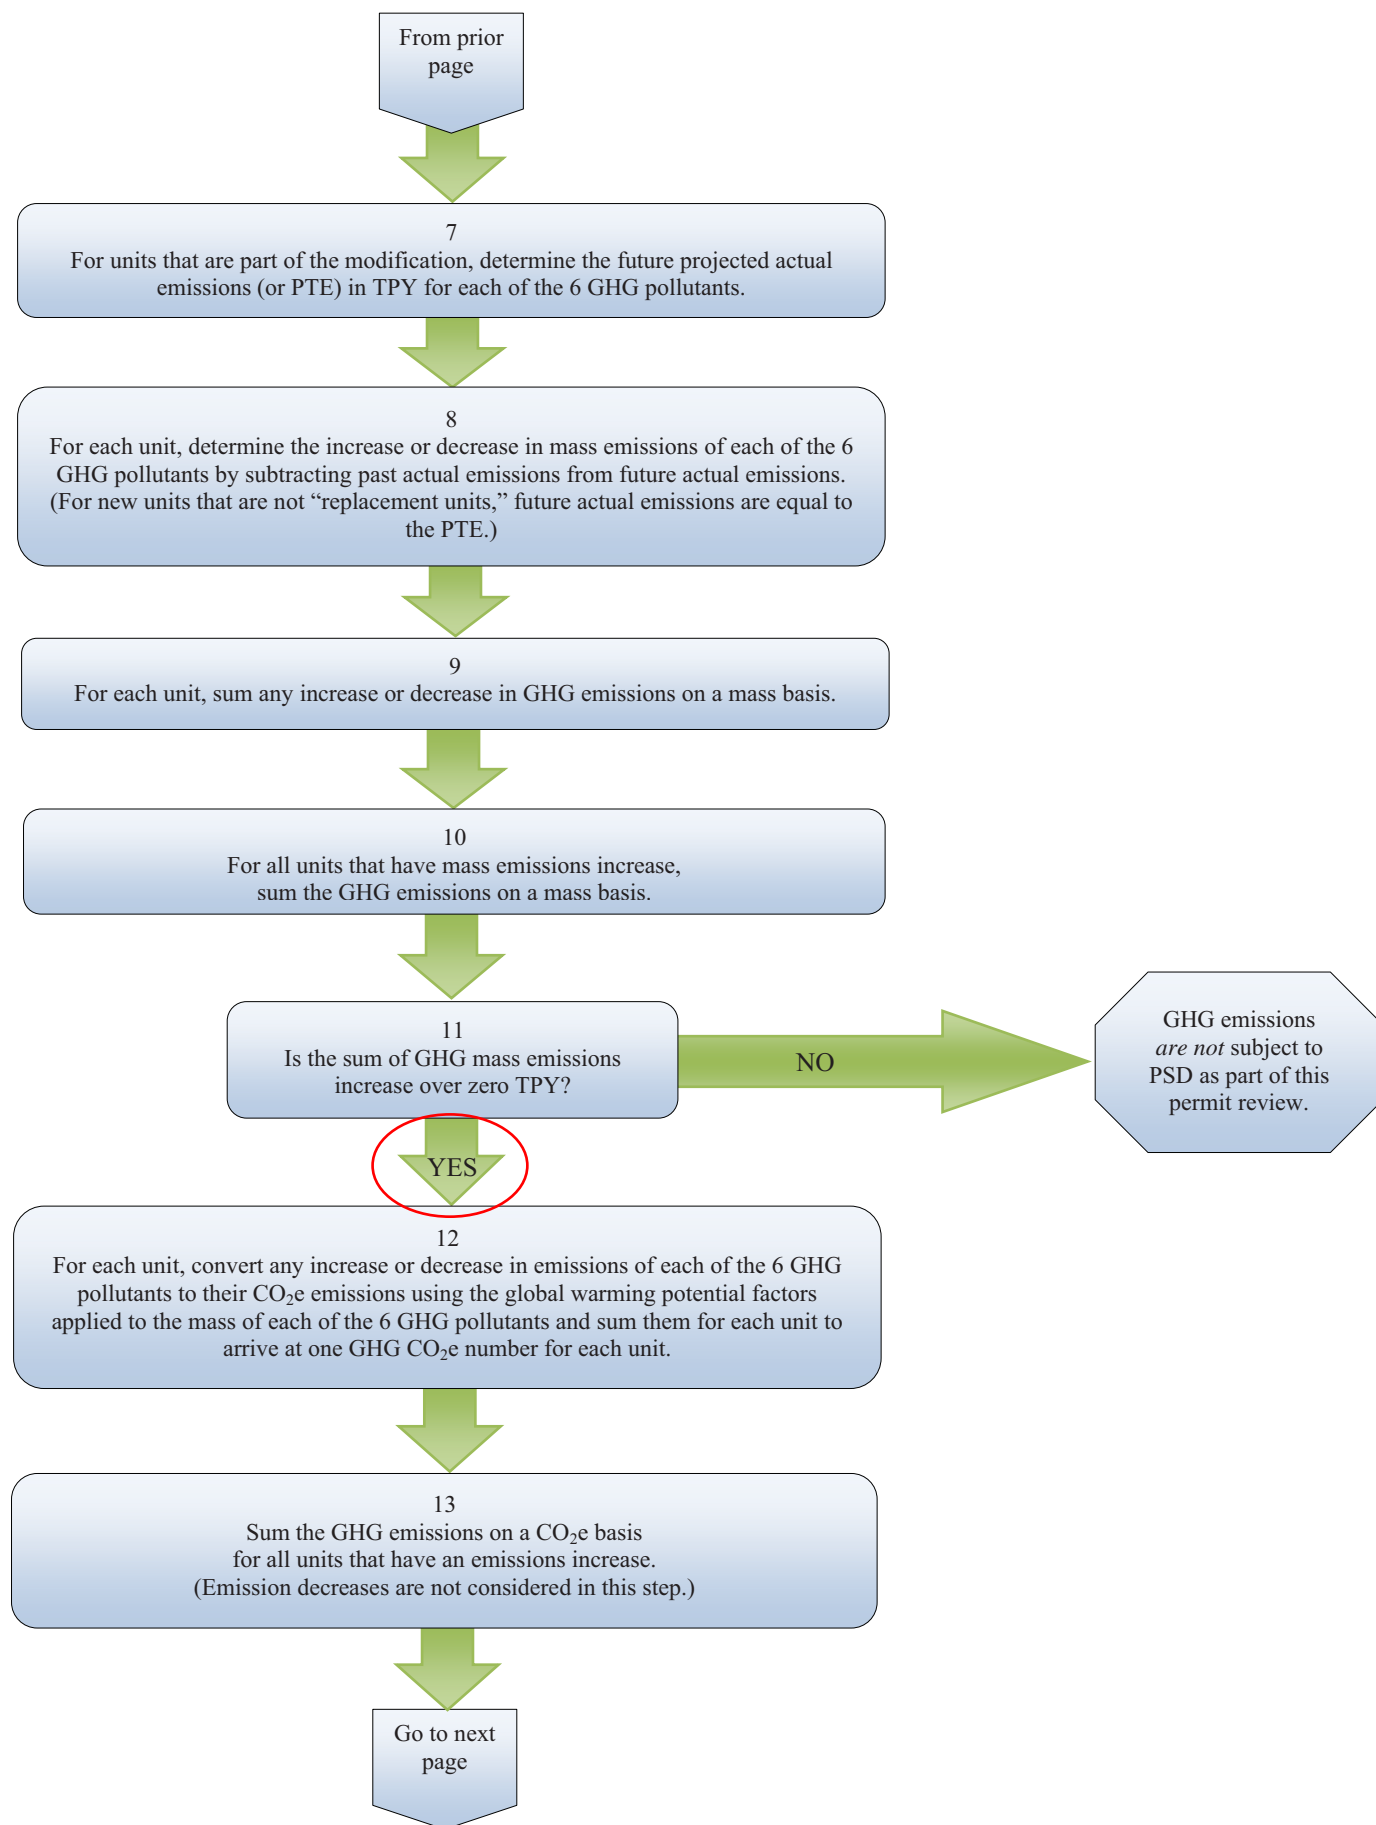 From prior
page
7
For units that are part of the modification, determine the future projected actual
emissions (or PTE) in TPY for each of the 6 GHG pollutants.
8
For each unit, determine the increase or decrease in mass emissions of each of the 6
GHG pollutants by subtracting past actual emissions from future actual emissions.
(For new units that are not “replacement units,” future actual emissions are equal to
the PTE.)
9
For each unit, sum any increase or decrease in GHG emissions on a mass basis.
10
For all units that have mass emissions increase,
sum the GHG emissions on a mass basis.
11
Is the sum of GHG mass emissions
increase over zero TPY?
NO
GHG emissions
are not subject to
PSD as part of this
permit review.
YES
12
For each unit, convert any increase or decrease in emissions of each of the 6 GHG
pollutants to their CO₂e emissions using the global warming potential factors
applied to the mass of each of the 6 GHG pollutants and sum them for each unit to
arrive at one GHG CO₂e number for each unit.
13
Sum the GHG emissions on a CO₂e basis
for all units that have an emissions increase.
(Emission decreases are not considered in this step.)
Go to next
page